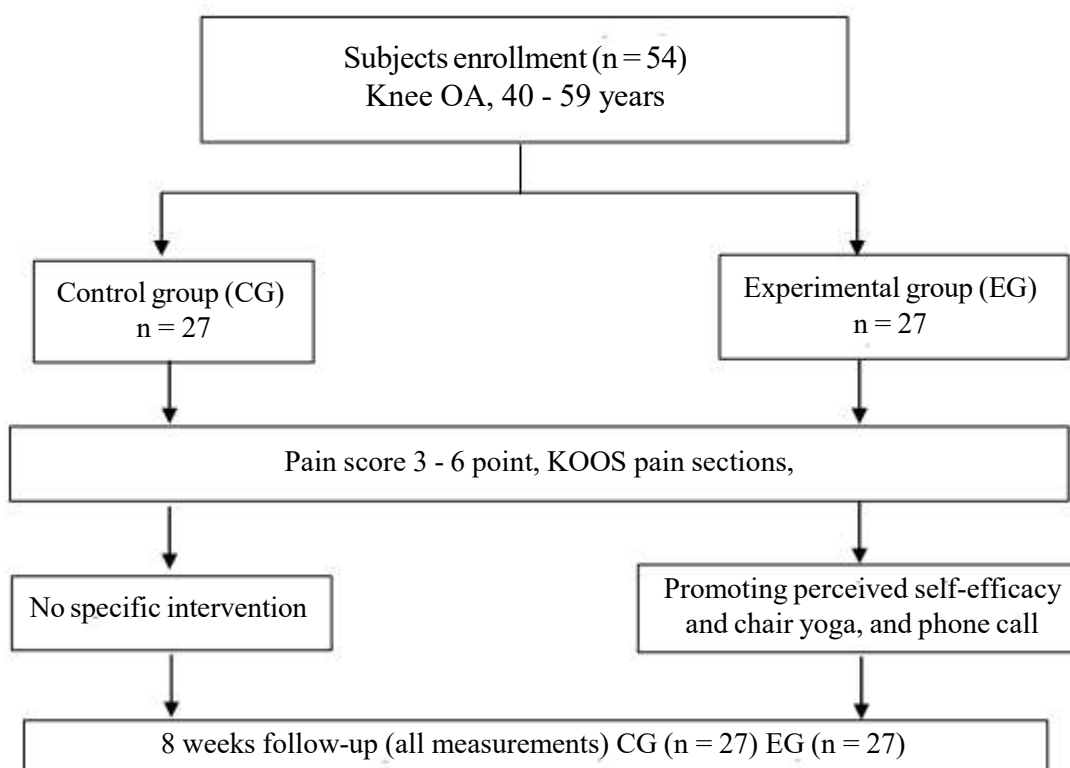 Subjects enrollment (n = 54)
Knee OA, 40 - 59 years
Control group (CG)
n = 27
Experimental group (EG)
n = 27
Pain score 3 - 6 point, KOOS pain sections,
No specific intervention
Promoting perceived self-efficacy
and chair yoga, and phone call
8 weeks follow-up (all measurements) CG (n = 27) EG (n = 27)